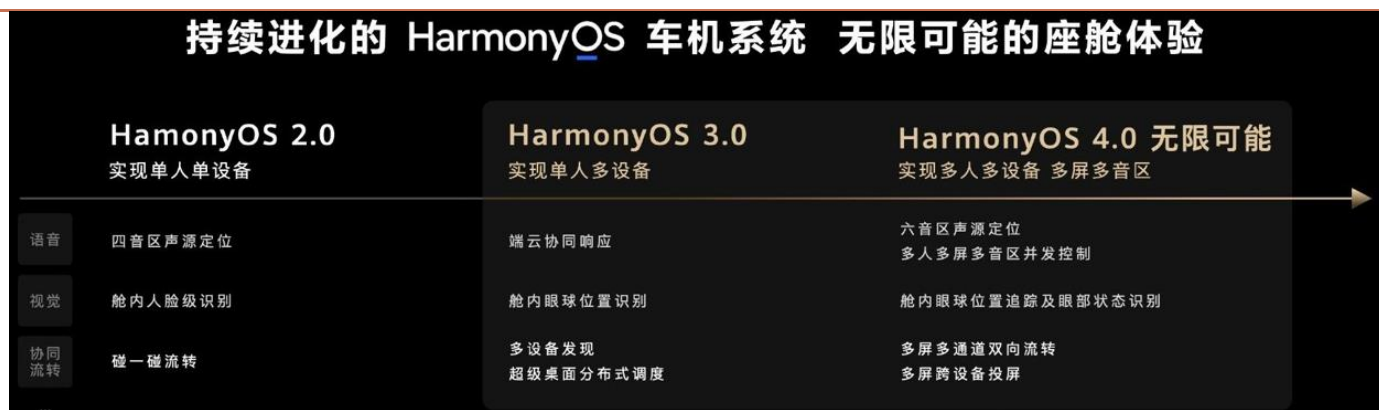 持续进化的 HarmonyOS 车机系统 无限可能的座舱体验
HamonyOS 2.0
HarmonyOS 3.0
HarmonyOS 4.0 无限可能
实现单人单设备
实现单人多设备
实现多人多设备 多屏多音区
语音
四音区声源定位
端云协同响应
六音区声源定位
多人多屏多音区并发控制
视觉
舱内人脸级识别
舱内眼球位置识别
舱内眼球位置追踪及眼部状态识别
协同
流转
碰一碰流转
多设备发现
超级桌面分布式调度
多屏多通道双向流转
多屏跨设备投屏